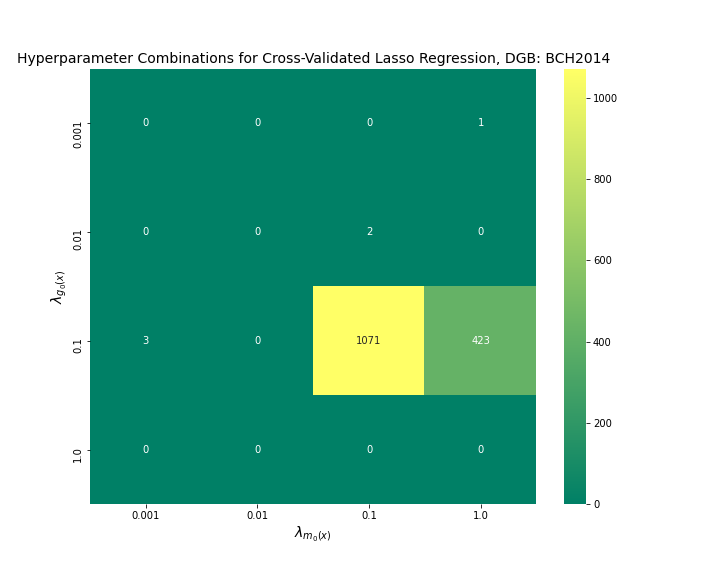 Hyperparameter Combinations for Cross-Validated Lasso Regression, DGB: BCH2014
0.001 0 0 0 1
0.01 0 0 2 0
0.1 3 0 1071 423
1.0 0 0 0 0
0.001 0.01 0.1 1.0
λ_{g_0(x)}
λ_{m_0(x)}
1000
800
600
400
200
0